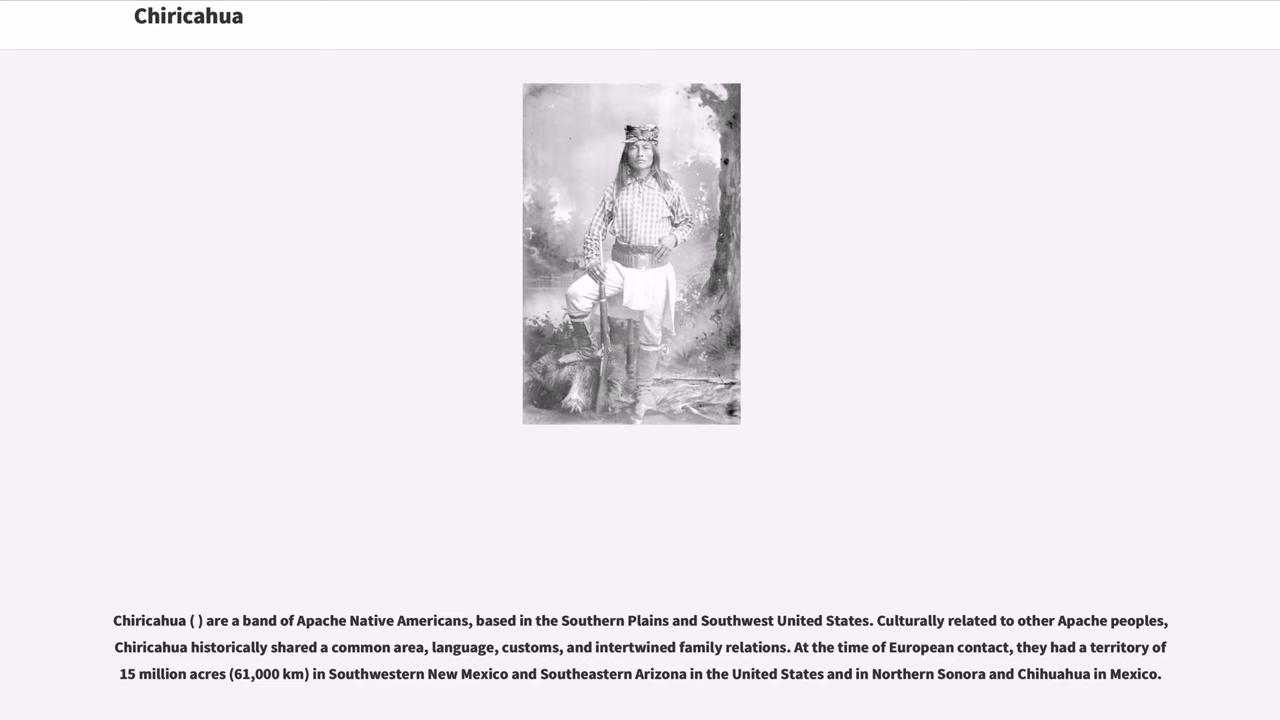 Chiricahua
Chiricahua ( ) are a band of Apache Native Americans, based in the Southern Plains and Southwest United States. Culturally related to other Apache peoples,
Chiricahua historically shared a common area, language, customs, and intertwined family relations. At the time of European contact, they had a territory of
15 million acres (61,000 km) in Southwestern New Mexico and Southeastern Arizona in the United States and in Northern Sonora and Chihuahua in Mexico.